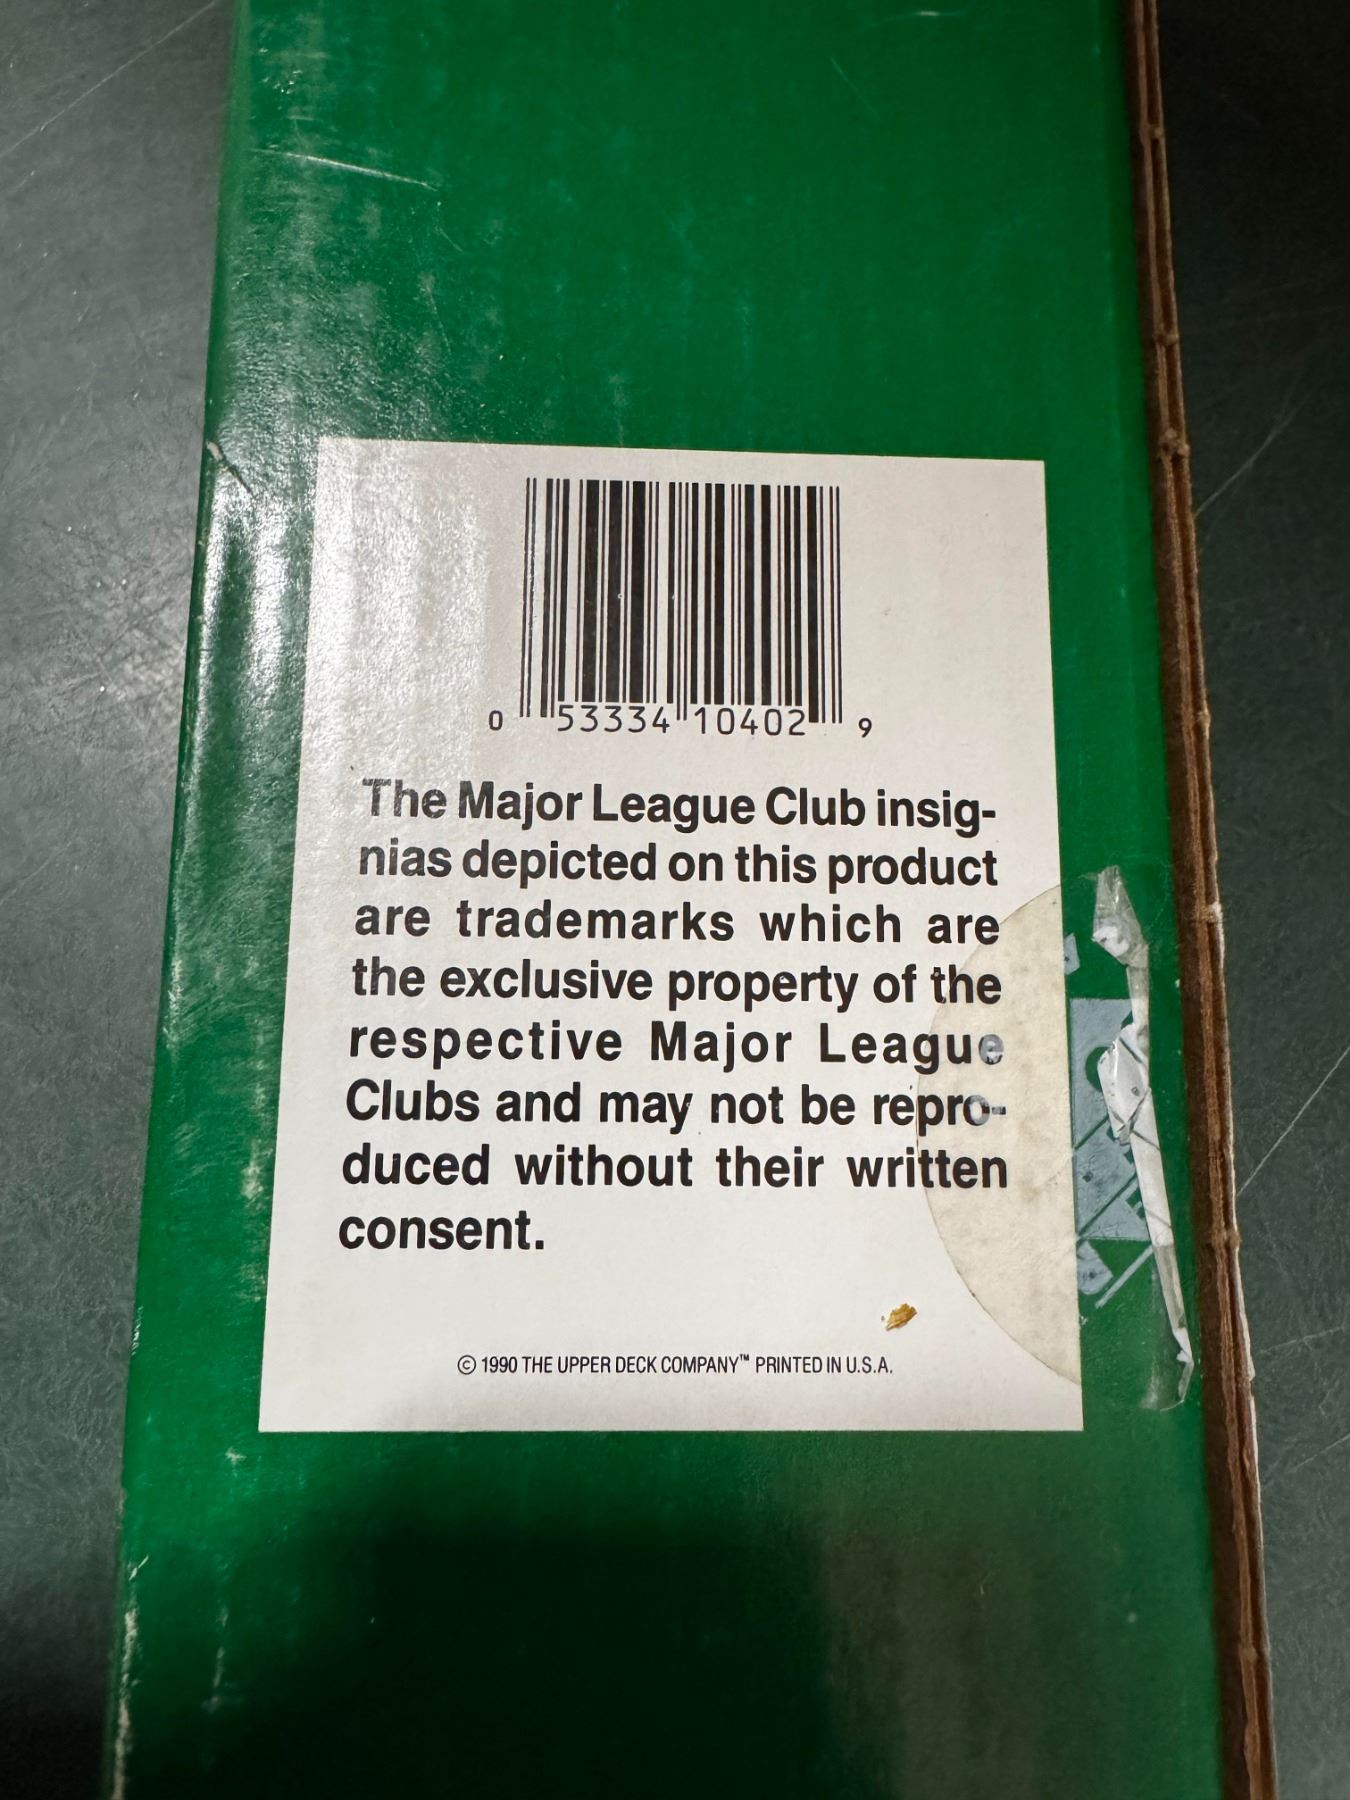 0 53334 10402 9
The Major League Club insig-
nias depicted on this product
are trademarks which are
the exclusive property of the
respective Major League
Clubs and may not be repro-
duced without their written
consent.
© 1990 THE UPPER DECK COMPANY™ PRINTED IN U.S.A.